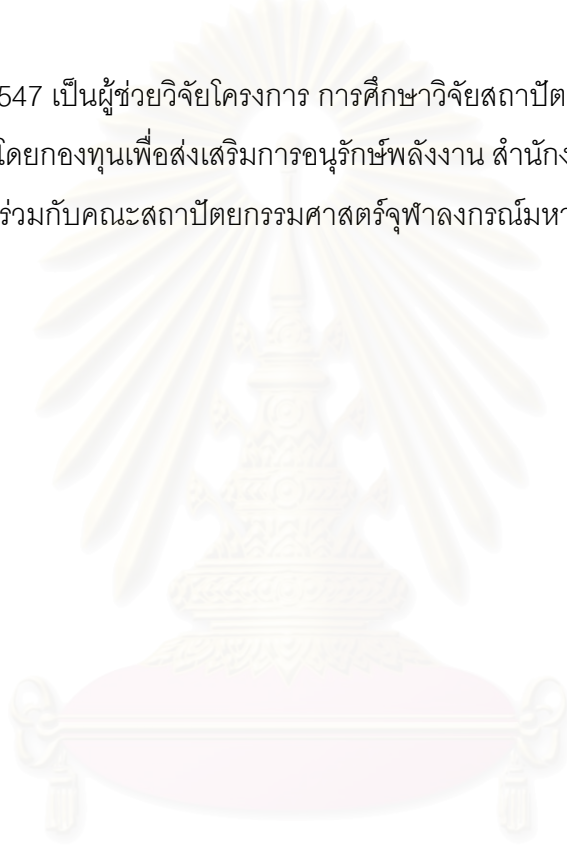 547 เป็นผู้ช่วยวิจัยโครงการ การศึกษาวิจัยสถาปัต
โดยกองทุนเพื่อส่งเสริมการอนุรักษ์พลังงาน สำนักง
ร่วมกับคณะสถาปัตยกรรมศาสตร์จุฬาลงกรณ์มหา